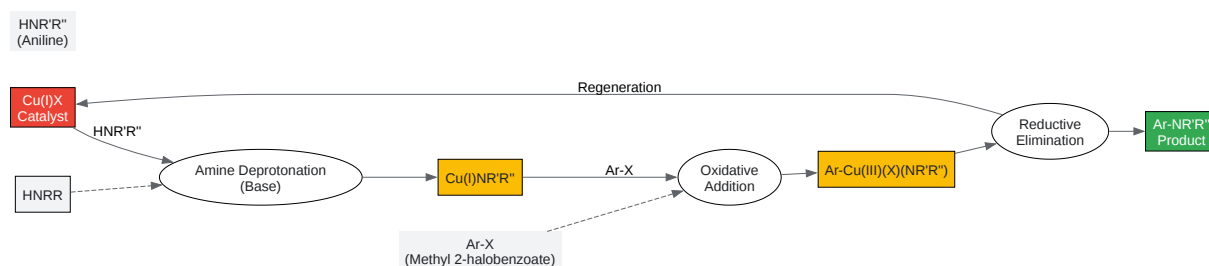 HNR'R"
(Aniline)
Regeneration
Cu(I)X
Catalyst
HNR'R"
Reductive
Elimination
Ar-NR'R"
Product
Amine Deprotonation
(Base)
Cu(I)NR'R"
Ar-X
Oxidative
Addition
Ar-Cu(III)(X)(NR'R")
HNRR
Ar-X
(Methyl 2-halobenzoate)